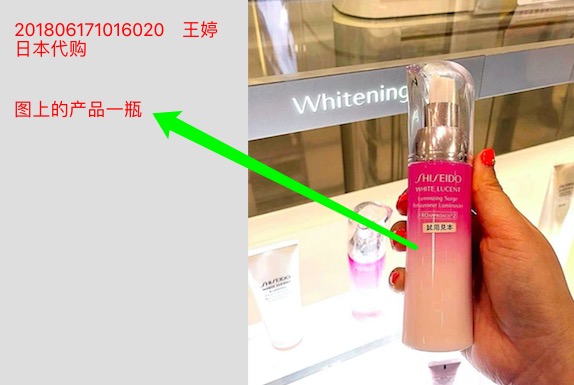 201806171016020 王婷
日本代购
图上的产品一瓶
Whitening
SHISEIDO
WHITE LUCENT
Luminizing Surge
試用見本
SHISEIDO